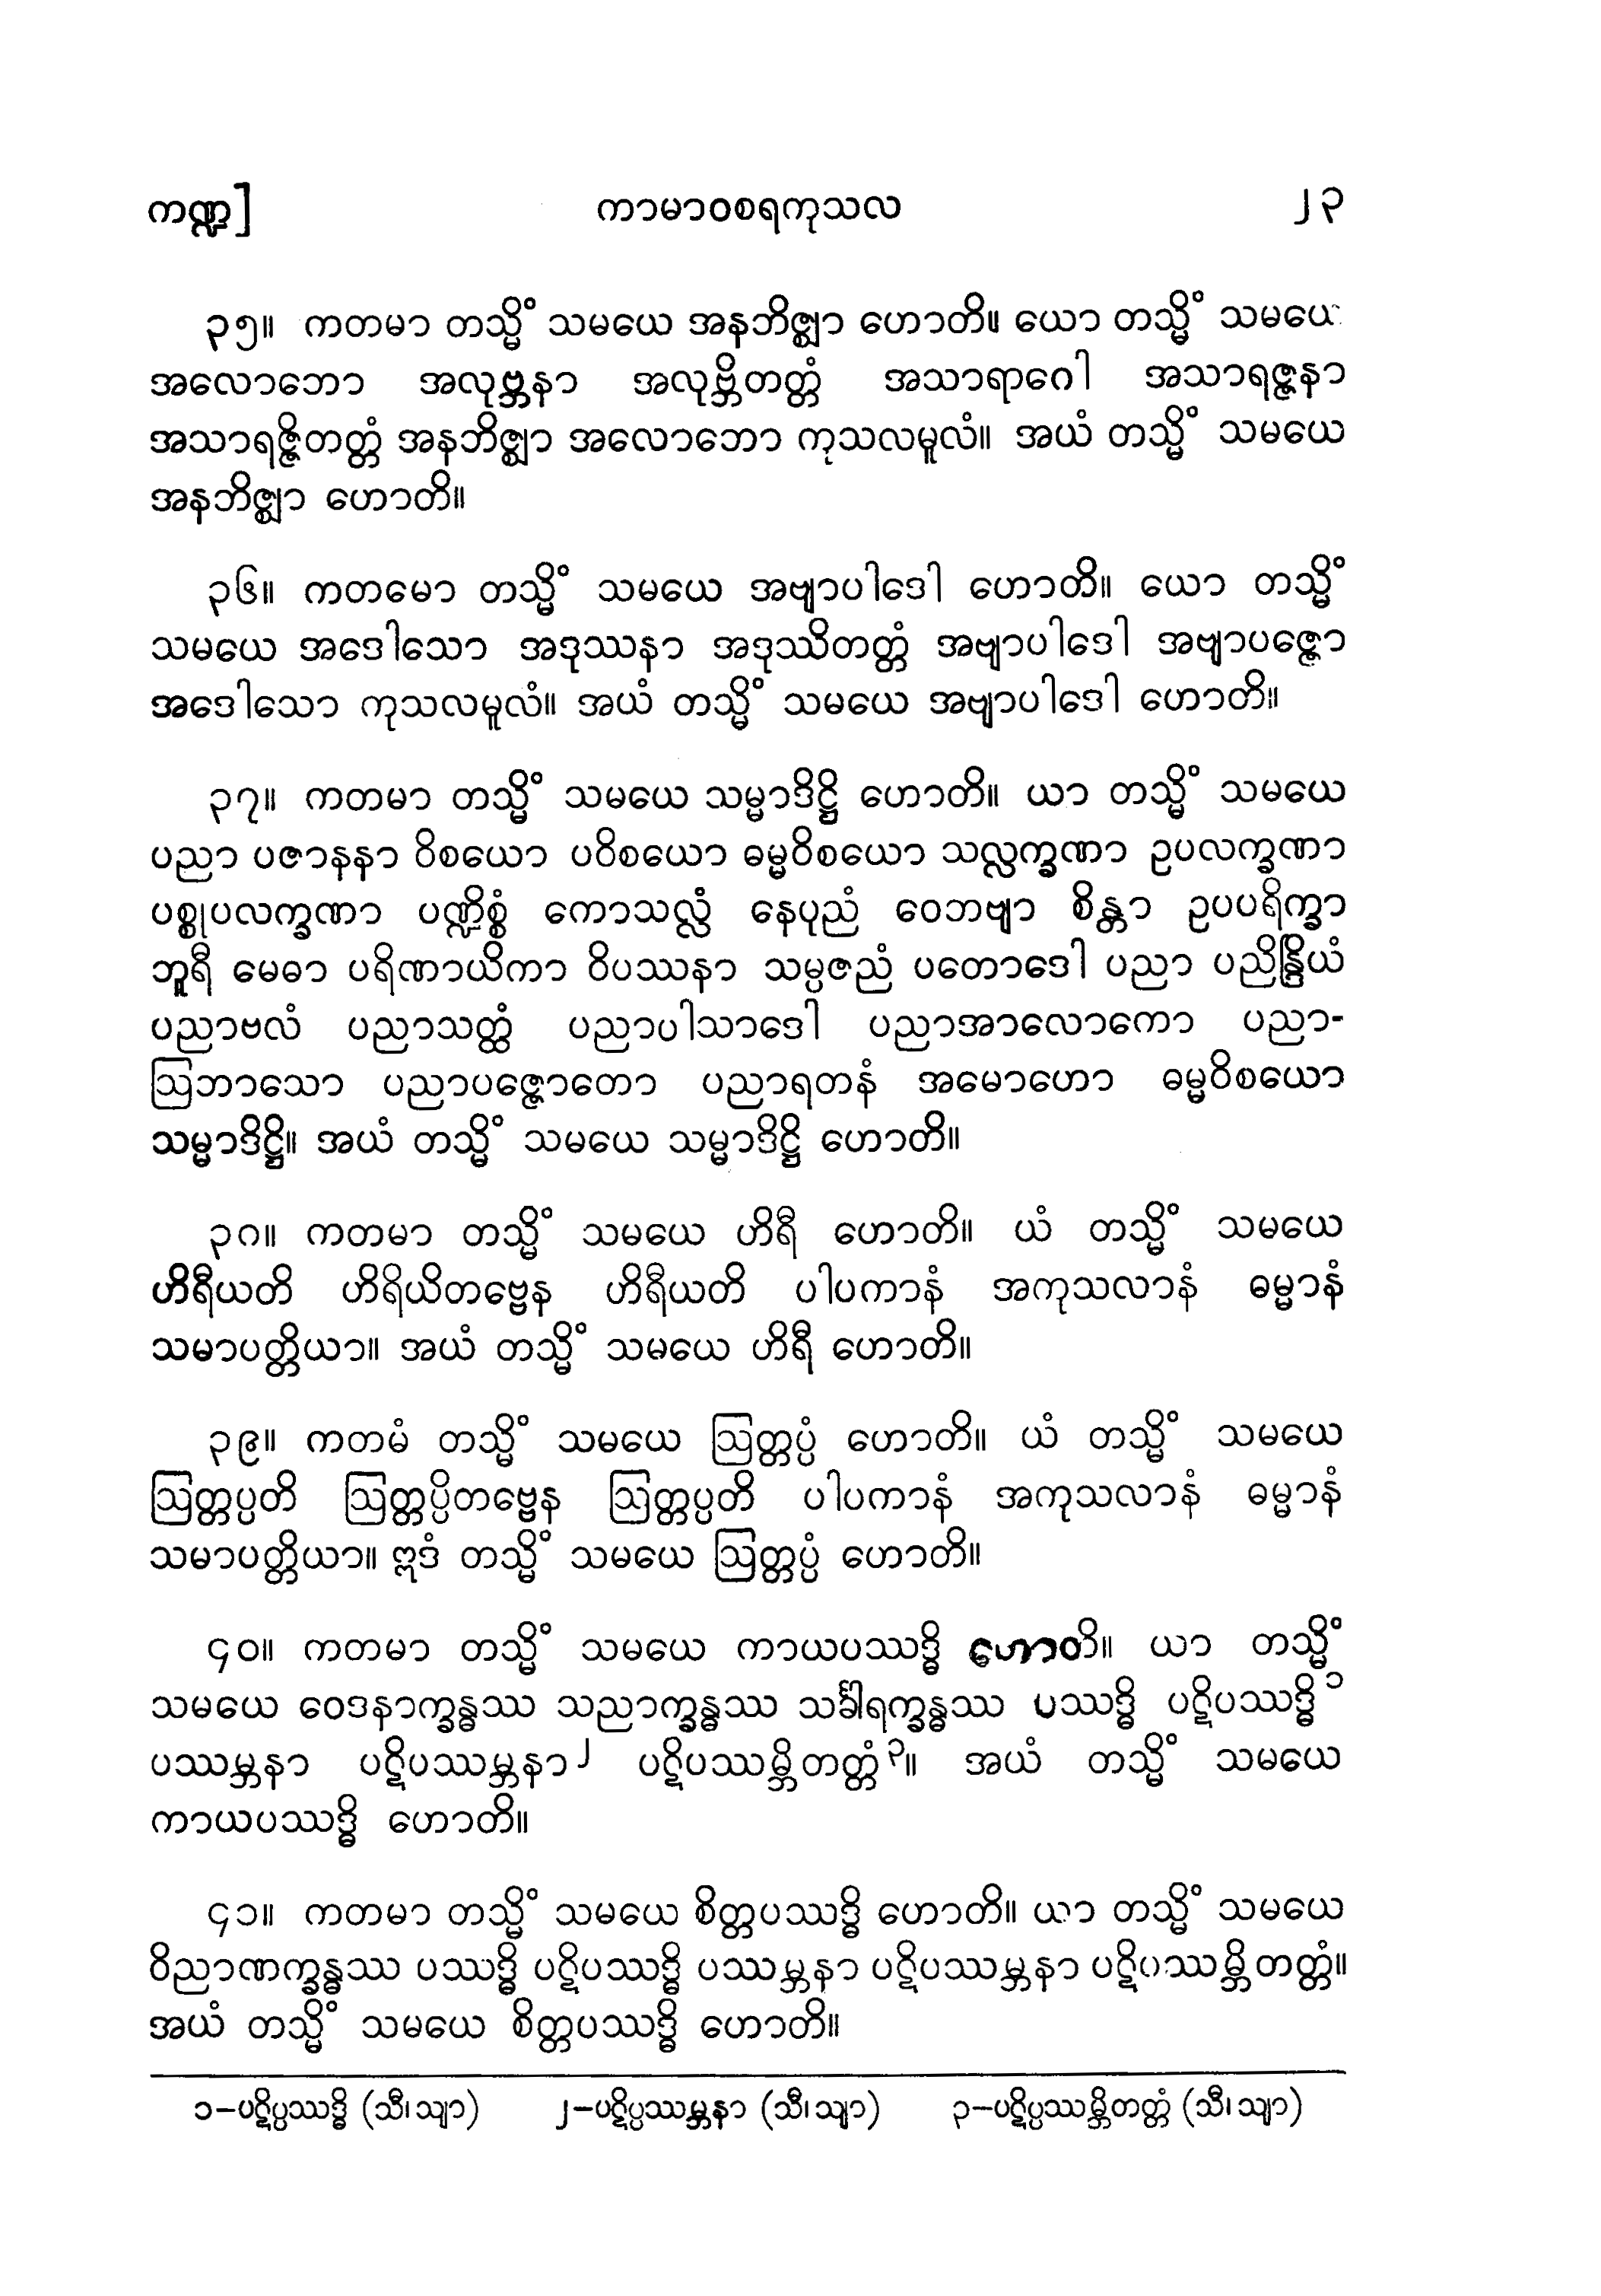 ကဏ္ဍ] ကာမာဝစရကုသလ ၂၃
၃၅။ ကတမာ တသ္မိံ သမယေ အနဘိဇ္ဈာ ဟောတိ။ ယော တသ္မိံ သမယေ
အလောဘော အလုဗ္ဘနာ အလုဗ္ဘိတတ္တံ အသာရာဂေါ အသာရဇ္ဇနာ
အသာရဇ္ဇိတတ္တံ အနဘိဇ္ဈာ အလောဘော ကုသလမူလံ။ အယံ တသ္မိံ သမယေ
အနဘိဇ္ဈာ ဟောတိ။
၃၆။ ကတမော တသ္မိံ သမယေ အဗျာပါဒေါ ဟောတိ။ ယော တသ္မိံ
သမယေ အဒေါသော အဒုဿနာ အဒုဿိတတ္တံ အဗျာပါဒေါ အဗျာပဇ္ဇော
အဒေါသော ကုသလမူလံ။ အယံ တသ္မိံ သမယေ အဗျာပါဒေါ ဟောတိ။
၃၇။ ကတမာ တသ္မိံ သမယေ သမ္မာဒိဋ္ဌိ ဟောတိ။ ယာ တသ္မိံ သမယေ
ပညာ ပဇာနနာ ဝိစယော ပဝိစယော ဓမ္မဝိစယော သလ္လက္ခဏာ ဥပလက္ခဏာ
ပစ္စုပလက္ခဏာ ပဏ္ဍိစ္စံ ကောသလ္လံ နေပုညံ ဝေဘဗျာ စိန္တာ ဥပပရိက္ခာ
ဘူရီ မေဓာ ပရိဏာယိကာ ဝိပဿနာ သမ္ပဇညံ ပတောဒေါ ပညာ ပညိန္ဒြိယံ
ပညာဗလံ ပညာသတ္ထံ ပညာပါသာဒေါ ပညာအာလောကော ပညာ-
ဩဘာသော ပညာပဇ္ဇောတော ပညာရတနံ အမောဟော ဓမ္မဝိစယော
သမ္မာဒိဋ္ဌိ။ အယံ တသ္မိံ သမယေ သမ္မာဒိဋ္ဌိ ဟောတိ။
၃၈။ ကတမာ တသ္မိံ သမယေ ဟိရီ ဟောတိ။ ယံ တသ္မိံ သမယေ
ဟိရီယတိ ဟိရိယိတဗ္ဗေန ဟိရီယတိ ပါပကာနံ အကုသလာနံ ဓမ္မာနံ
သမာပတ္တိယာ။ အယံ တသ္မိံ သမယေ ဟိရီ ဟောတိ။
၃၉။ ကတမံ တသ္မိံ သမယေ ဩတ္တပ္ပံ ဟောတိ။ ယံ တသ္မိံ သမယေ
ဩတ္တပ္ပတိ ဩတ္တပ္ပိတဗ္ဗေန ဩတ္တပ္ပတိ ပါပကာနံ အကုသလာနံ ဓမ္မာနံ
သမာပတ္တိယာ။ ဣဒံ တသ္မိံ သမယေ ဩတ္တပ္ပံ ဟောတိ။
၄၀။ ကတမာ တသ္မိံ သမယေ ကာယပဿဒ္ဓိ ဟောတိ။ ယာ တသ္မိံ
သမယေ ဝေဒနာက္ခန္ဓဿ သညာက္ခန္ဓဿ သင်္ခါရက္ခန္ဓဿ ပဿဒ္ဓိ ပဋိပဿဒ္ဓိ၁
ပဿမ္ဘနာ ပဋိပဿမ္ဘနာ၂ ပဋိပဿမ္ဘိတတ္တံ၃။ အယံ တသ္မိံ သမယေ
ကာယပဿဒ္ဓိ ဟောတိ။
၄၁။ ကတမာ တသ္မိံ သမယေ စိတ္တပဿဒ္ဓိ ဟောတိ။ ယာ တသ္မိံ သမယေ
ဝိညာဏက္ခန္ဓဿ ပဿဒ္ဓိ ပဋိပဿဒ္ဓိ ပဿမ္ဘနာ ပဋိပဿမ္ဘနာ ပဋိပဿမ္ဘိတတ္တံ။
အယံ တသ္မိံ သမယေ စိတ္တပဿဒ္ဓိ ဟောတိ။
၁-ပဋိပ္ပဿဒ္ဓိ (သီ၊ သျာ) ၂-ပဋိပ္ပဿမ္ဘနာ (သီ၊ သျာ) ၃-ပဋိပ္ပဿမ္ဘိတတ္တံ (သီ၊ သျာ)